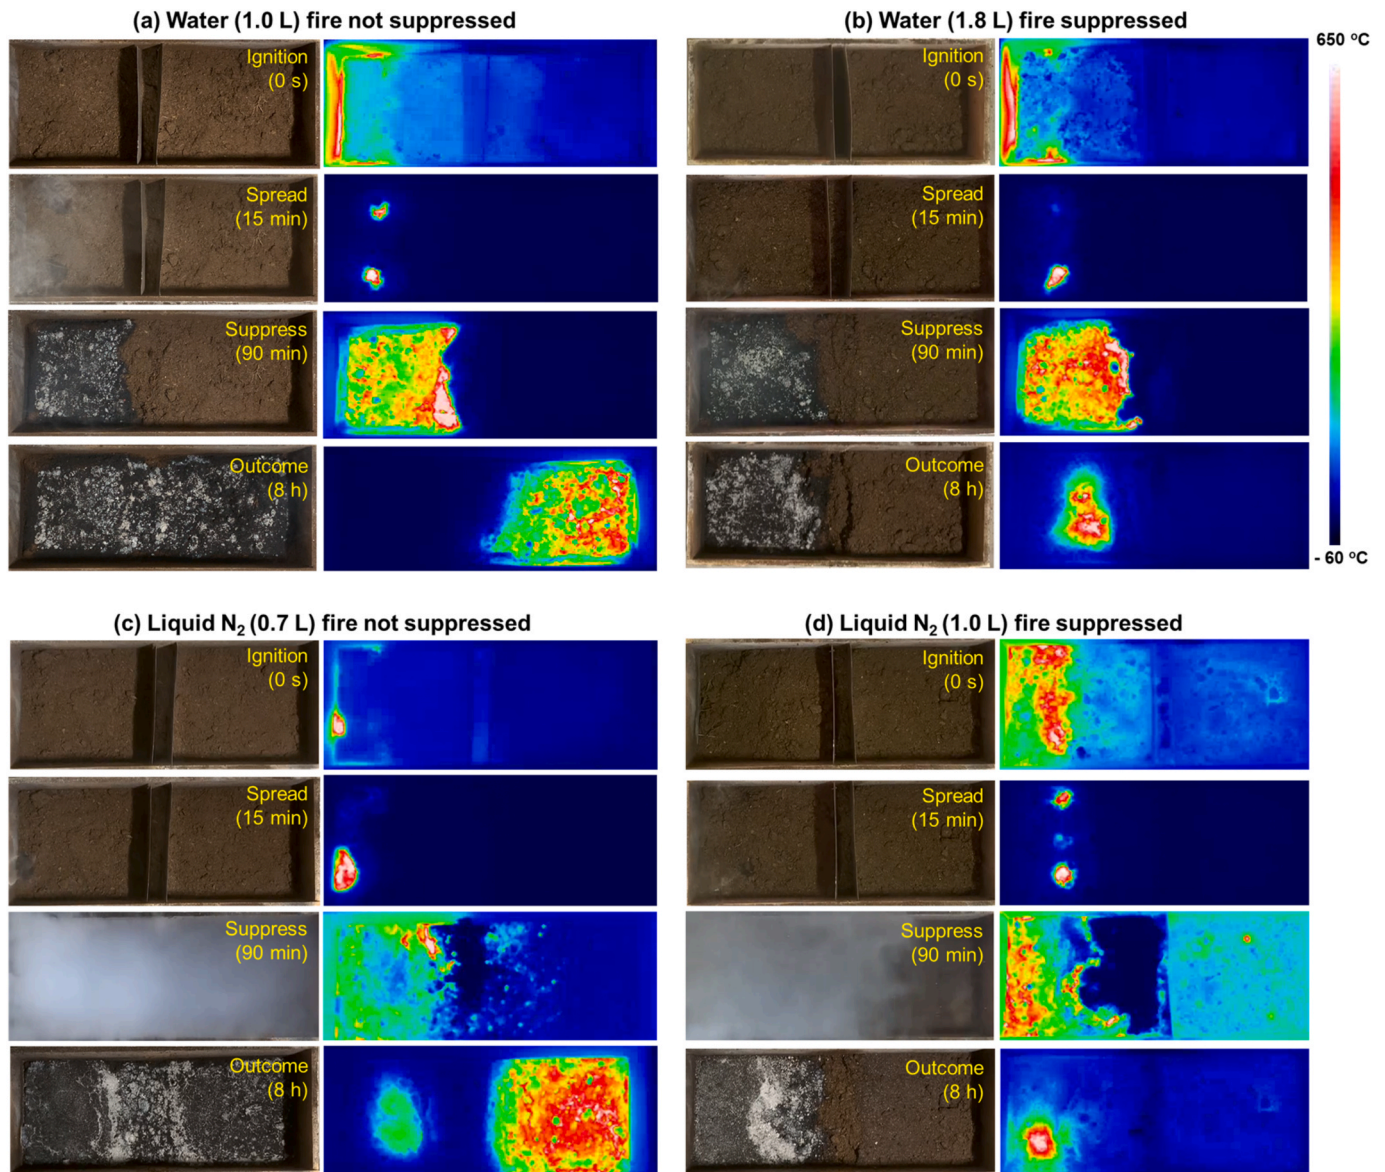 (a) Water (1.0 L) fire not suppressed
Ignition
(0 s)
Spread
(15 min)
Suppress
(90 min)
Outcome
(8 h)
(b) Water (1.8 L) fire suppressed
Ignition
(0 s)
Spread
(15 min)
Suppress
(90 min)
Outcome
(8 h)
650 °C
- 60 °C
(c) Liquid N₂ (0.7 L) fire not suppressed
Ignition
(0 s)
Spread
(15 min)
Suppress
(90 min)
Outcome
(8 h)
(d) Liquid N₂ (1.0 L) fire suppressed
Ignition
(0 s)
Spread
(15 min)
Suppress
(90 min)
Outcome
(8 h)